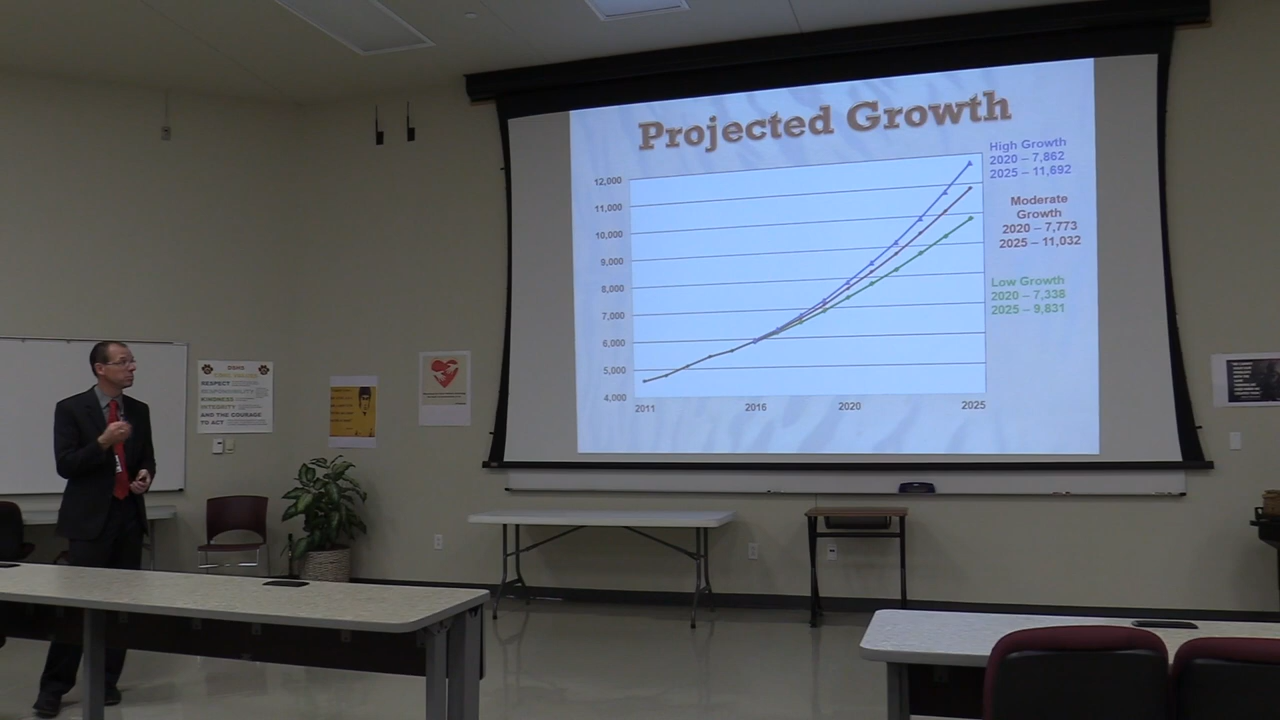 Projected Growth
High Growth
2020 – 7,862
2025 – 11,692
Moderate
Growth
2020 – 7,773
2025 – 11,032
Low Growth
2020 – 7,338
2025 – 9,831
12,000
11,000
10,000
9,000
8,000
7,000
6,000
5,000
4,000
2011
2016
2020
2025
RESPECT
RESPONSIBILITY
KINDNESS
INTEGRITY
AND THE COURAGE
TO ACT